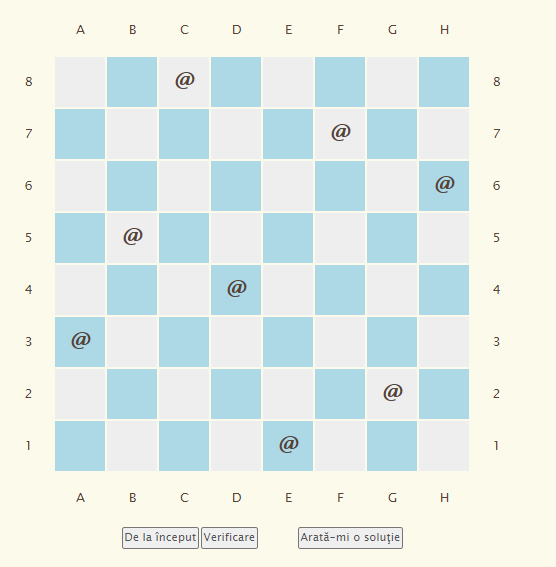 A B C D E F G H
8 @ 8
7 @ 7
6 @ 6
5 @ 5
4 @ 4
3 @ 3
2 @ 2
1 @ 1
A B C D E F G H
De la început Verificare Arată-mi o soluţie